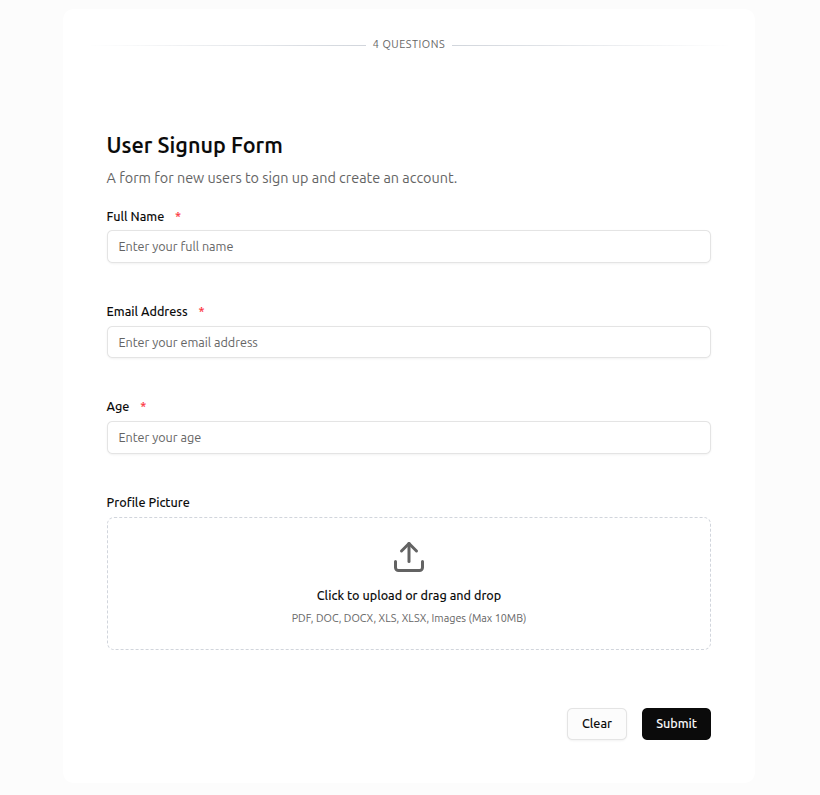 4 QUESTIONS
User Signup Form
A form for new users to sign up and create an account.
Full Name *
Enter your full name
Email Address *
Enter your email address
Age *
Enter your age
Profile Picture
Click to upload or drag and drop
PDF, DOC, DOCX, XLS, XLSX, Images (Max 10MB)
Clear Submit